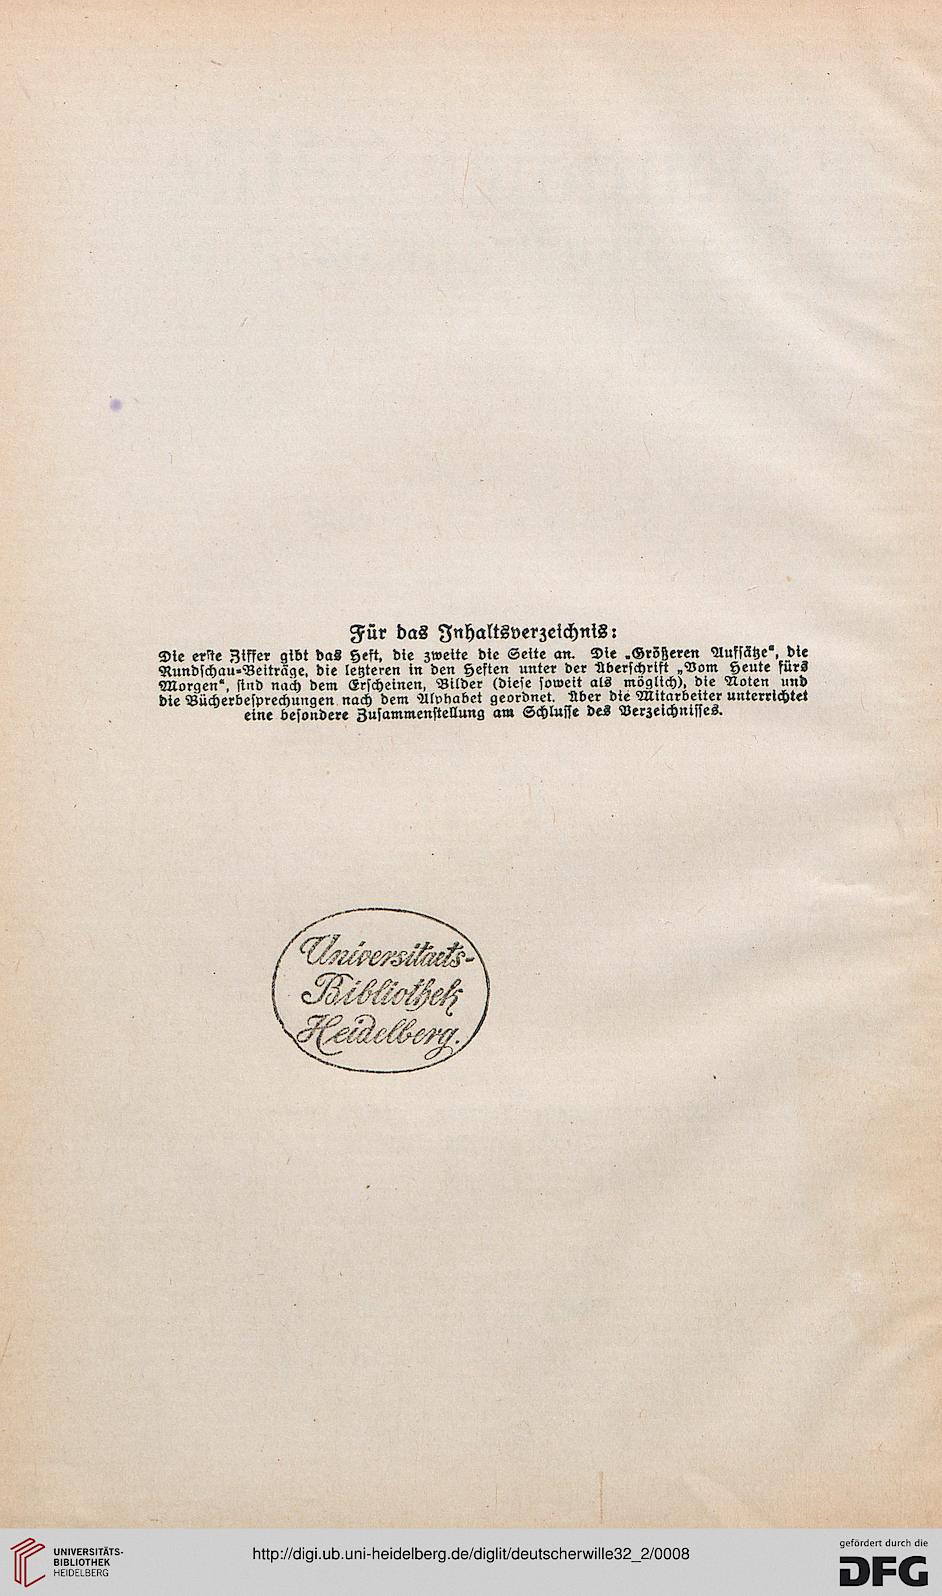 Für das Inhaltsverzeichnis:
Die erste Ziffer gibt das Heft, die zweite die Seite an. Die „Größeren Aufsätze“, die
Rundschau-Beiträge, die letzteren in den Heften unter der Überschrift „Vom Heute fürs
Morgen“, sind nach dem Erscheinen, Bilder (diese soweit als möglich), die Noten und
die Bücherbesprechungen nach dem Alphabet geordnet. Über die Mitarbeiter unterrichtet
eine besondere Zusammenstellung am Schlusse des Verzeichnisses.
Universitaets-
Bibliothek
Heidelberg.
UNIVERSITÄTS-
BIBLIOTHEK
HEIDELBERG
http://digi.ub.uni-heidelberg.de/diglit/deutscherwille32_2/0008
gefördert durch die
DFG